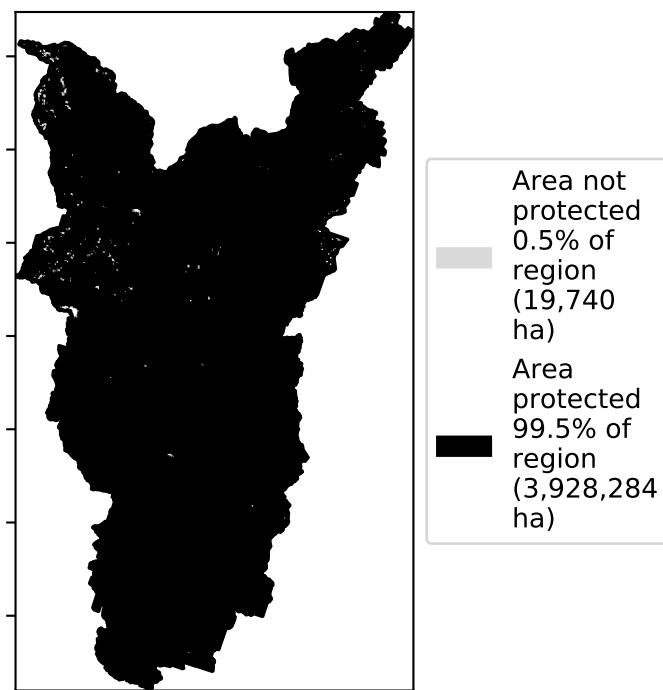 Area not
protected
0.5% of
region
(19,740
ha)
Area
protected
99.5% of
region
(3,928,284
ha)